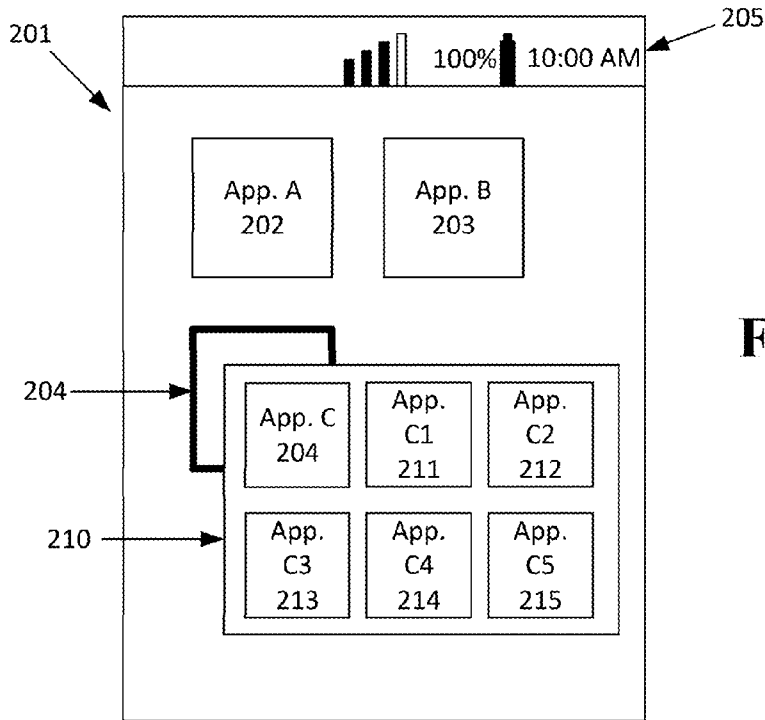 201
205
100% 10:00 AM
App. A
202
App. B
203
204
App. C
204
App.
C1
211
App.
C2
212
210
App.
C3
213
App.
C4
214
App.
C5
215
F